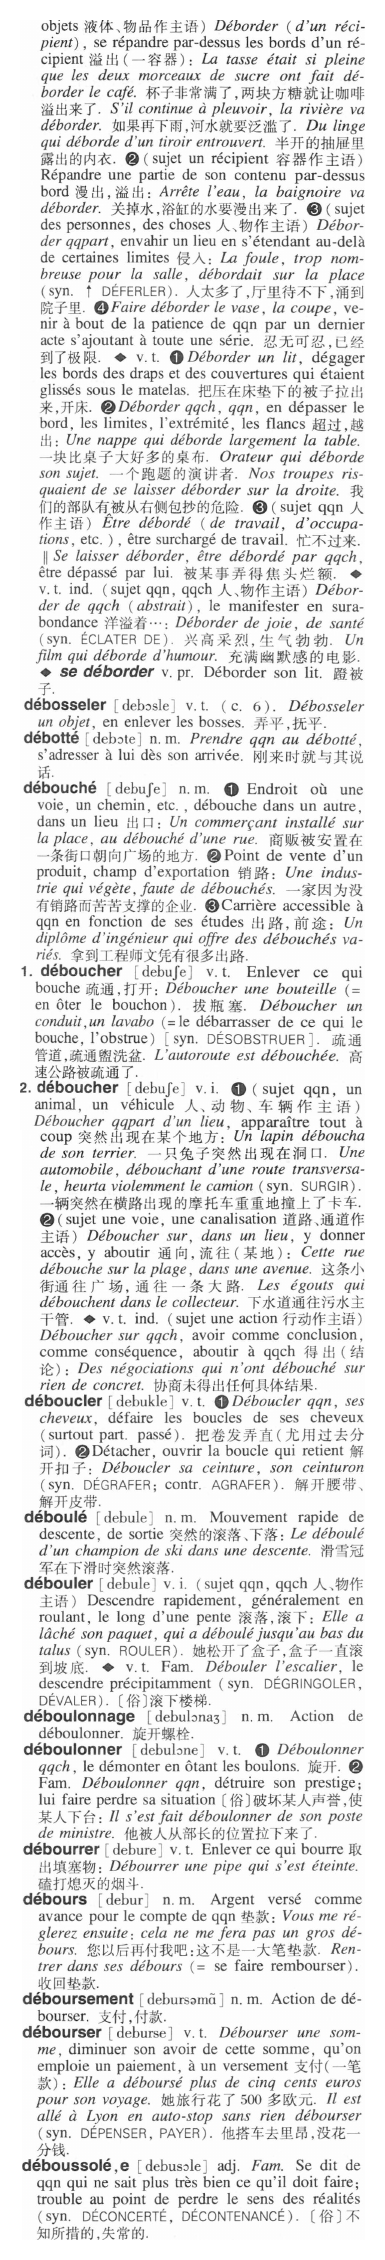 objets 液体、物品作主语) Déborder (d'un réci-
pient), se répandre par-dessus les bords d'un ré-
cipient 溢出(一容器): La tasse était si pleine
que les deux morceaux de sucre ont fait dé-
border le café. 杯子非常满了,两块方糖就让咖啡
溢出来了. S'il continue à pleuvoir, la rivière va
déborder. 如果再下雨,河水就要泛滥了. Du linge
qui déborde d'un tiroir entrouvert. 半开的抽屉里
露出的内衣. ❷ (sujet un récipient 容器作主语)
Répandre une partie de son contenu par-dessus
bord 漫出,溢出: Arrête l'eau, la baignoire va
déborder. 关掉水,浴缸的水要漫出来了. ❸ (sujet
des personnes, des choses 人、物作主语) Débor-
der qqpart, envahir un lieu en s'étendant au-delà
de certaines limites 侵入: La foule, trop nom-
breuse pour la salle, débordait sur la place
(syn. ↑ DÉFERLER). 人太多了,厅里待不下,涌到
院子里. ❹ Faire déborder le vase, la coupe, ve-
nir à bout de la patience de qqn par un dernier
acte s'ajoutant à toute une série. 忍无可忍,已经
到了极限. ◆ v. t. ❶ Déborder un lit, dégager
les bords des draps et des couvertures qui étaient
glissés sous le matelas. 把压在床垫下的被子拉出
来,开床. ❷ Déborder qqch, qqn, en dépasser le
bord, les limites, l'extrémité, les flancs 超过,越
出: Une nappe qui déborde largement la table.
一块比桌子大好多的桌布. Orateur qui déborde
son sujet. 一个跑题的演讲者. Nos troupes ris-
quaient de se laisser déborder sur la droite. 我
们的部队有被从右侧包抄的危险. ❸ (sujet qqn 人
作主语) Être débordé (de travail, d'occupa-
tions, etc.), être surchargé de travail. 忙不过来.
‖ Se laisser déborder, être débordé par qqch,
être dépassé par lui. 被某事弄得焦头烂额. ◆
v. t. ind. (sujet qqn, qqch 人、物作主语) Débor-
der de qqch (abstrait), le manifester en sura-
bondance 洋溢着…: Déborder de joie, de santé
(syn. ÉCLATER DE). 兴高采烈,生气勃勃. Un
film qui déborde d'humour. 充满幽默感的电影.
◆ se déborder v. pr. Déborder son lit. 蹬被
子.
débosseler [debɔsle] v. t. (c. 6). Débosseler
un objet, en enlever les bosses. 弄平,抚平.
débotté [debɔte] n. m. Prendre qqn au débotté,
s'adresser à lui dès son arrivée. 刚来时就与其说
话.
débouché [debuʃe] n. m. ❶ Endroit où une
voie, un chemin, etc., débouche dans un autre,
dans un lieu 出口: Un commerçant installé sur
la place, au débouché d'une rue. 商贩被安置在
一条街口朝向广场的地方. ❷ Point de vente d'un
produit, champ d'exportation 销路: Une indus-
trie qui végète, faute de débouchés. 一家因为没
有销路而苦苦支撑的企业. ❸ Carrière accessible à
qqn en fonction de ses études 出路,前途: Un
diplôme d'ingénieur qui offre des débouchés va-
riés. 拿到工程师文凭有很多出路.
1. déboucher [debuʃe] v. t. Enlever ce qui
bouche 疏通,打开: Déboucher une bouteille (=
en ôter le bouchon). 拔瓶塞. Déboucher un
conduit,un lavabo (= le débarrasser de ce qui le
bouche, l'obstrue) [syn. DÉSOBSTRUER]. 疏通
管道,疏通盥洗盆. L'autoroute est débouchée. 高
速公路被疏通了.
2. déboucher [debuʃe] v. i. ❶ (sujet qqn, un
animal, un véhicule 人、动物、车辆作主语)
Déboucher qqpart d'un lieu, apparaître tout à
coup 突然出现在某个地方: Un lapin déboucha
de son terrier. 一只兔子突然出现在洞口. Une
automobile, débouchant d'une route transversa-
le, heurta violemment le camion (syn. SURGIR).
一辆突然在横路出现的摩托车重重地撞上了卡车.
❷ (sujet une voie, une canalisation 道路、通道作
主语) Déboucher sur, dans un lieu, y donner
accès, y aboutir 通向,流往(某地): Cette rue
débouche sur la plage, dans une avenue. 这条小
街通往广场,通往一条大路. Les égouts qui
débouchent dans le collecteur. 下水道通往污水主
干管. ◆ v. t. ind. (sujet une action 行动作主语)
Déboucher sur qqch, avoir comme conclusion,
comme conséquence, aboutir à qqch 得出(结
论): Des négociations qui n'ont débouché sur
rien de concret. 协商未得出任何具体结果.
déboucler [debukle] v. t. ❶ Déboucler qqn, ses
cheveux, défaire les boucles de ses cheveux
(surtout part. passé). 把卷发弄直(尤用过去分
词). ❷ Détacher, ouvrir la boucle qui retient 解
开扣子: Déboucler sa ceinture, son ceinturon
(syn. DÉGRAFER; contr. AGRAFER). 解开腰带、
解开皮带.
déboulé [debule] n. m. Mouvement rapide de
descente, de sortie 突然的滚落、下落: Le déboulé
d'un champion de ski dans une descente. 滑雪冠
军在下滑时突然滚落.
débouler [debule] v. i. (sujet qqn, qqch 人、物作
主语) Descendre rapidement, généralement en
roulant, le long d'une pente 滚落,滚下: Elle a
lâché son paquet, qui a déboulé jusqu'au bas du
talus (syn. ROULER). 她松开了盒子,盒子一直滚
到坡底. ◆ v. t. Fam. Débouler l'escalier, le
descendre précipitamment (syn. DÉGRINGOLER,
DÉVALER). 〔俗〕滚下楼梯.
déboulonnage [debulɔnaʒ] n. m. Action de
déboulonner. 旋开螺栓.
déboulonner [debulɔne] v. t. ❶ Déboulonner
qqch, le démonter en ôtant les boulons. 旋开. ❷
Fam. Déboulonner qqn, détruire son prestige;
lui faire perdre sa situation 〔俗〕破坏某人声誉,使
某人下台: Il s'est fait déboulonner de son poste
de ministre. 他被人从部长的位置拉下来了.
débourrer [debure] v. t. Enlever ce qui bourre 取
出填塞物: Débourrer une pipe qui s'est éteinte.
磕打熄灭的烟斗.
débours [debur] n. m. Argent versé comme
avance pour le compte de qqn 垫款: Vous me ré-
glerez ensuite: cela ne me fera pas un gros dé-
bours. 您以后再付我吧:这不是一大笔垫款. Ren-
trer dans ses débours (= se faire rembourser).
收回垫款.
déboursement [debursəmɑ̃] n. m. Action de dé-
bourser. 支付,付款.
débourser [deburse] v. t. Débourser une som-
me, diminuer son avoir de cette somme, qu'on
emploie un paiement, à un versement 支付(一笔
款): Elle a déboursé plus de cinq cents euros
pour son voyage. 她旅行花了 500 多欧元. Il est
allé à Lyon en auto-stop sans rien débourser
(syn. DÉPENSER, PAYER). 他搭车去里昂,没花一
分钱.
déboussolé,e [debusɔle] adj. Fam. Se dit de
qqn qui ne sait plus très bien ce qu'il doit faire;
trouble au point de perdre le sens des réalités
(syn. DÉCONCERTÉ, DÉCONTENANCÉ). 〔俗〕不
知所措的,失常的.